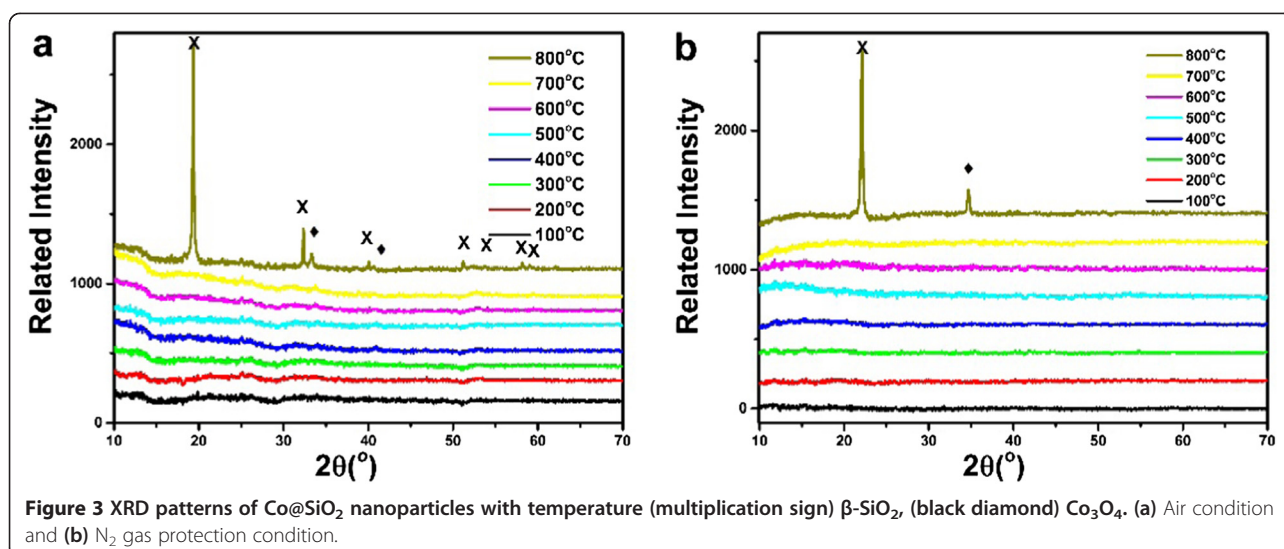 a
X
X
♦
X
♦
X
X
X
X
800°C
700°C
600°C
500°C
400°C
300°C
200°C
100°C
2000
1000
0
Related Intensity
10 20 30 40 50 60 70
2θ(°)
b
X
♦
800°C
700°C
600°C
500°C
400°C
300°C
200°C
100°C
2000
1000
0
Related Intensity
10 20 30 40 50 60 70
2θ(°)
Figure 3 XRD patterns of Co@SiO₂ nanoparticles with temperature (multiplication sign) β-SiO₂, (black diamond) Co₃O₄. (a) Air condition
and (b) N₂ gas protection condition.